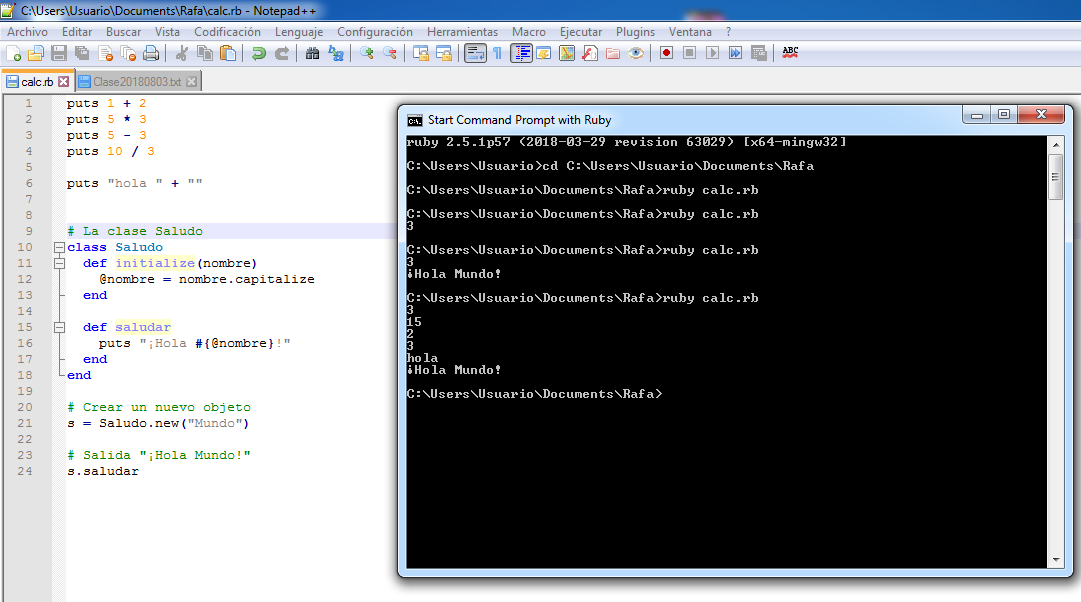 C:\Users\Usuario\Documents\Rafa\calc.rb - Notepad++
Archivo Editar Buscar Vista Codificación Lenguaje Configuración Herramientas Macro Ejecutar Plugins Ventana ?
ABC
calc.rb Clase20180803.txt
1 puts 1 + 2
2 puts 5 * 3
3 puts 5 - 3
4 puts 10 / 3
5
6 puts "hola " + ""
7
8
9 # La clase Saludo
10 class Saludo
11 def initialize(nombre)
12 @nombre = nombre.capitalize
13 end
14
15 def saludar
16 puts "¡Hola #{@nombre}!"
17 end
18 end
19
20 # Crear un nuevo objeto
21 s = Saludo.new("Mundo")
22
23 # Salida "¡Hola Mundo!"
24 s.saludar
Start Command Prompt with Ruby
ruby 2.5.1p57 (2018-03-29 revision 63029) [x64-mingw32]
C:\Users\Usuario>cd C:\Users\Usuario\Documents\Rafa
C:\Users\Usuario\Documents\Rafa>ruby calc.rb
C:\Users\Usuario\Documents\Rafa>ruby calc.rb
3
C:\Users\Usuario\Documents\Rafa>ruby calc.rb
3
¡Hola Mundo!
C:\Users\Usuario\Documents\Rafa>ruby calc.rb
3
15
2
3
hola
¡Hola Mundo!
C:\Users\Usuario\Documents\Rafa>